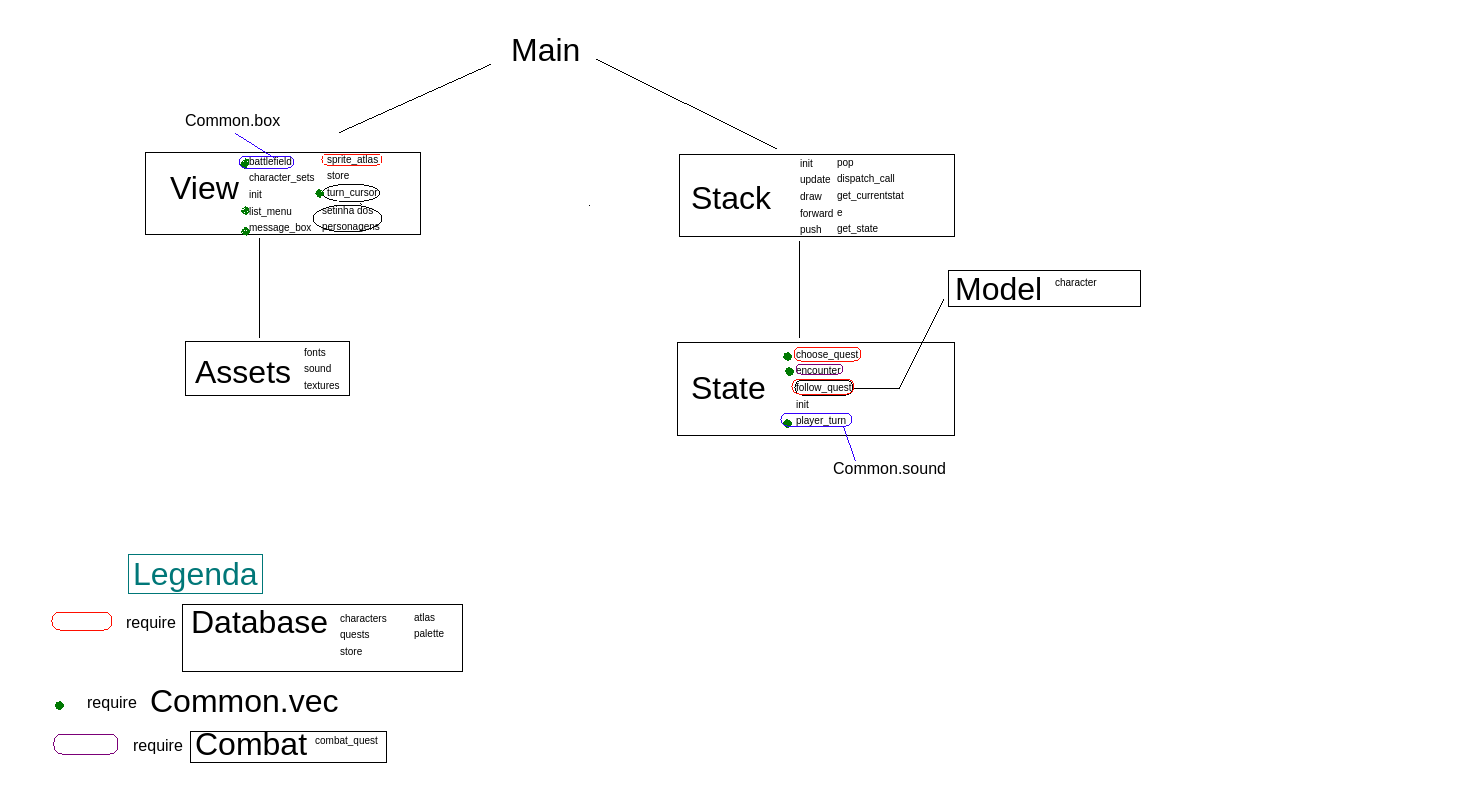 Main
Common.box
View
battlefield
character_sets
init
list_menu
message_box
sprite_atlas
store
turn_cursor
setinha dos
personagens
Stack
init
update
draw
forward
push
pop
dispatch_call
get_currentstat
e
get_state
Model
character
Assets
fonts
sound
textures
State
choose_quest
encounter
follow_quest
init
player_turn
Common.sound
Legenda
require
Database
characters
quests
store
atlas
palette
require Common.vec
require
Combat
combat_quest